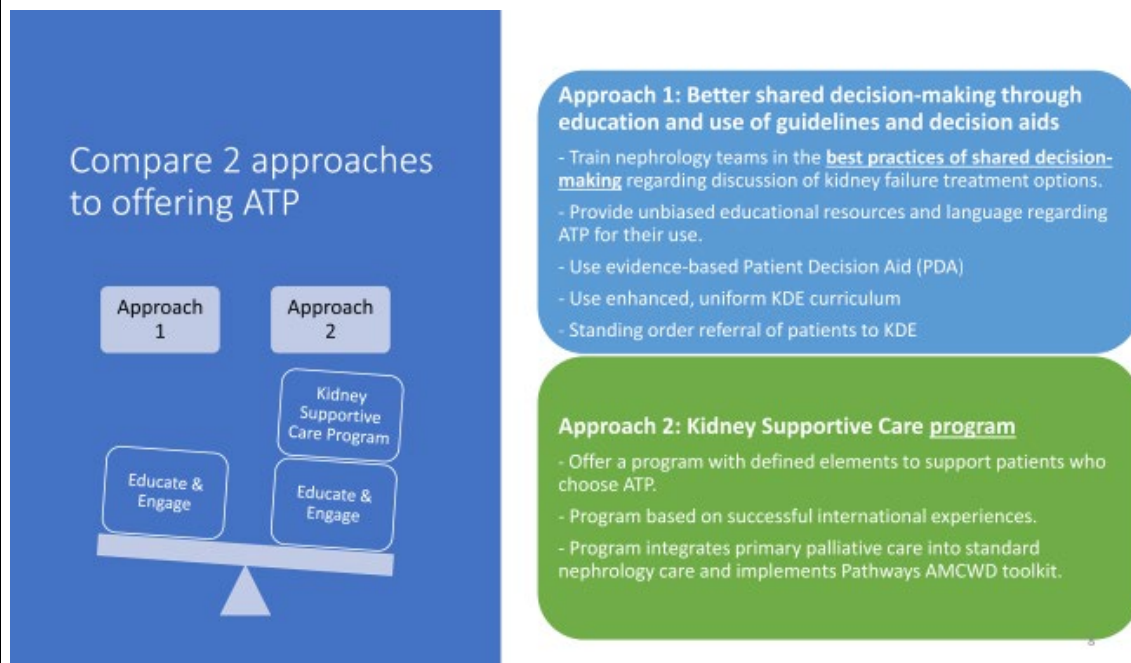 Compare 2 approaches
to offering ATP
Approach
1
Approach
2
Kidney
Supportive
Care Program
Educate &
Engage
Educate &
Engage
Approach 1: Better shared decision-making through
education and use of guidelines and decision aids
- Train nephrology teams in the best practices of shared decision-
making regarding discussion of kidney failure treatment options.
- Provide unbiased educational resources and language regarding
ATP for their use.
- Use evidence-based Patient Decision Aid (PDA)
- Use enhanced, uniform KDE curriculum
- Standing order referral of patients to KDE
Approach 2: Kidney Supportive Care program
- Offer a program with defined elements to support patients who
choose ATP.
- Program based on successful international experiences.
- Program integrates primary palliative care into standard
nephrology care and implements Pathways AMCWD toolkit.